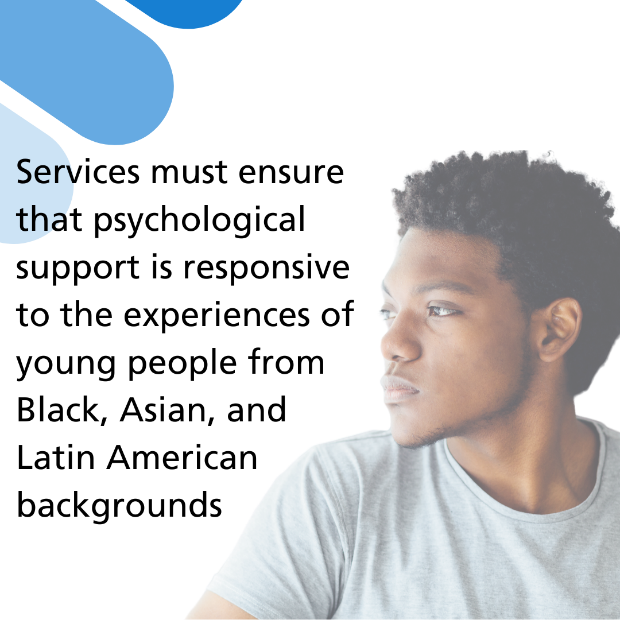 Services must ensure
that psychological
support is responsive
to the experiences of
young people from
Black, Asian, and
Latin American
backgrounds